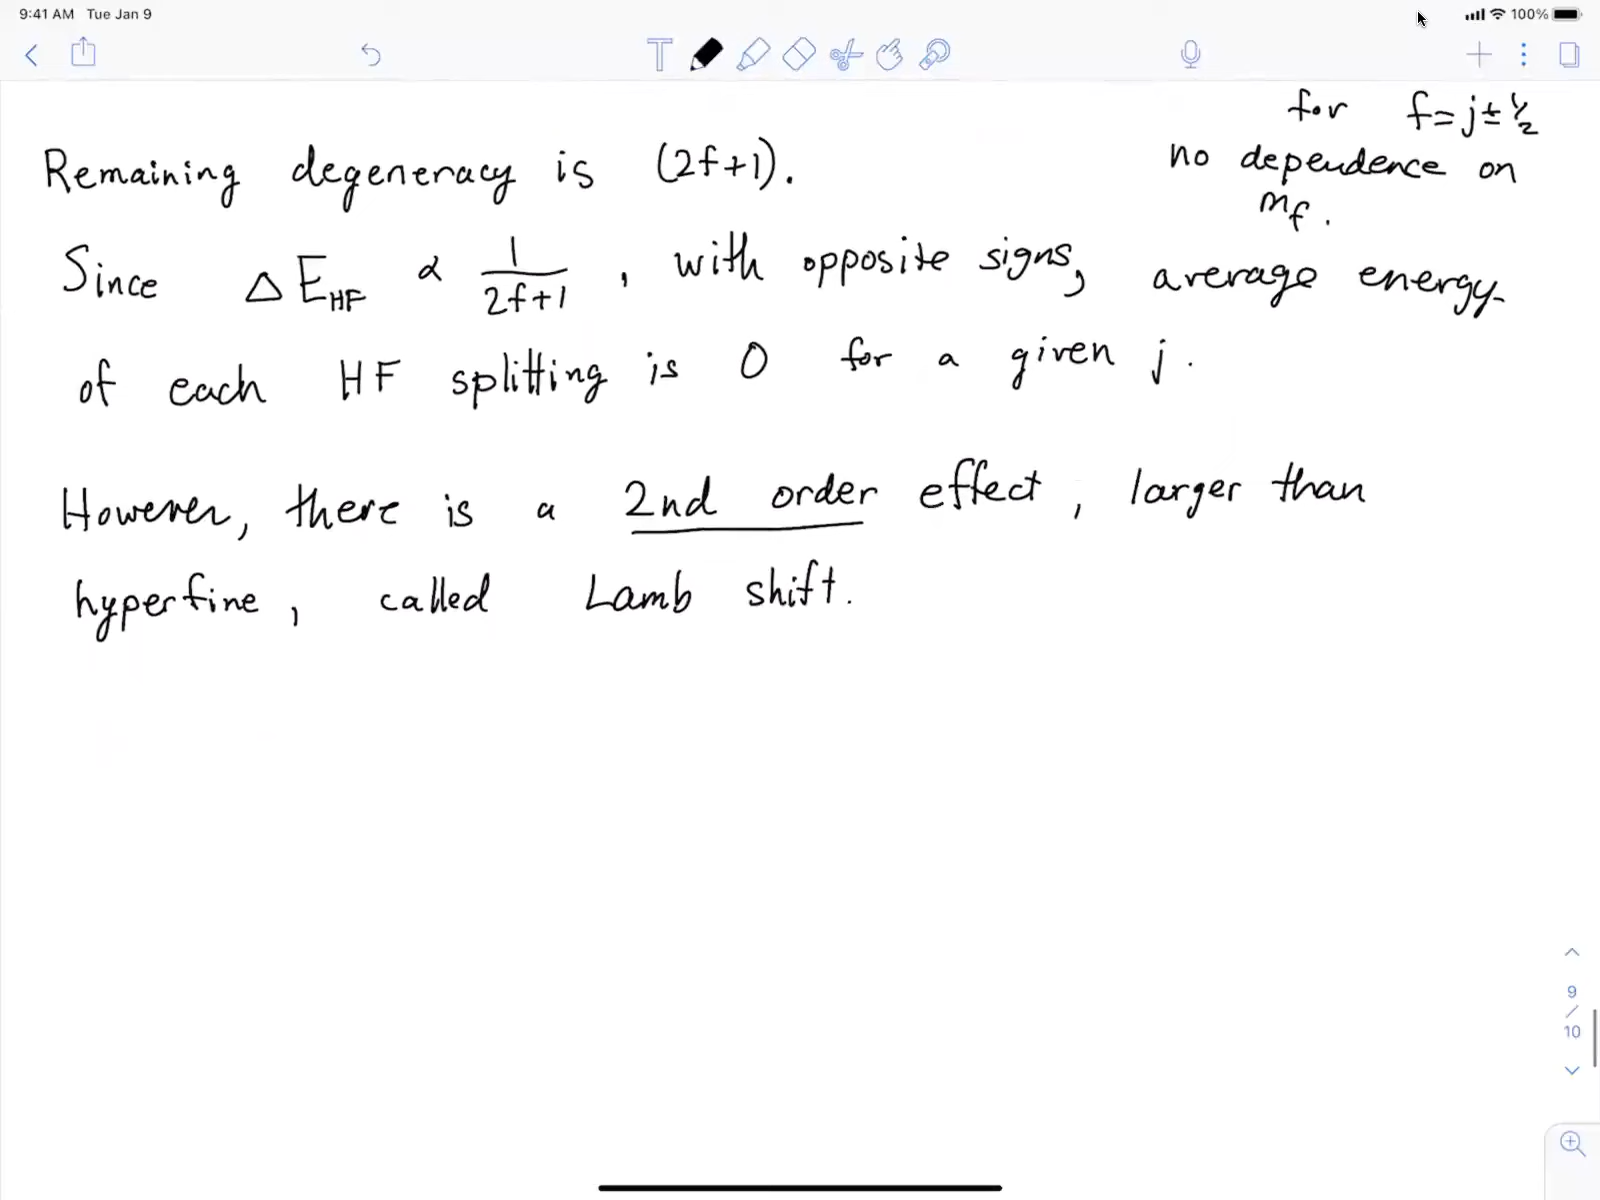 9:41 AM Tue Jan 9
100%
for f=j±½
no dependence on
m_f.
Remaining degeneracy is (2f+1).
Since ΔE_HF ∝ 1/(2f+1), with opposite signs, average energy
of each HF splitting is 0 for a given j.
However, there is a 2nd order effect, larger than
hyperfine, called Lamb shift.
9
/
10